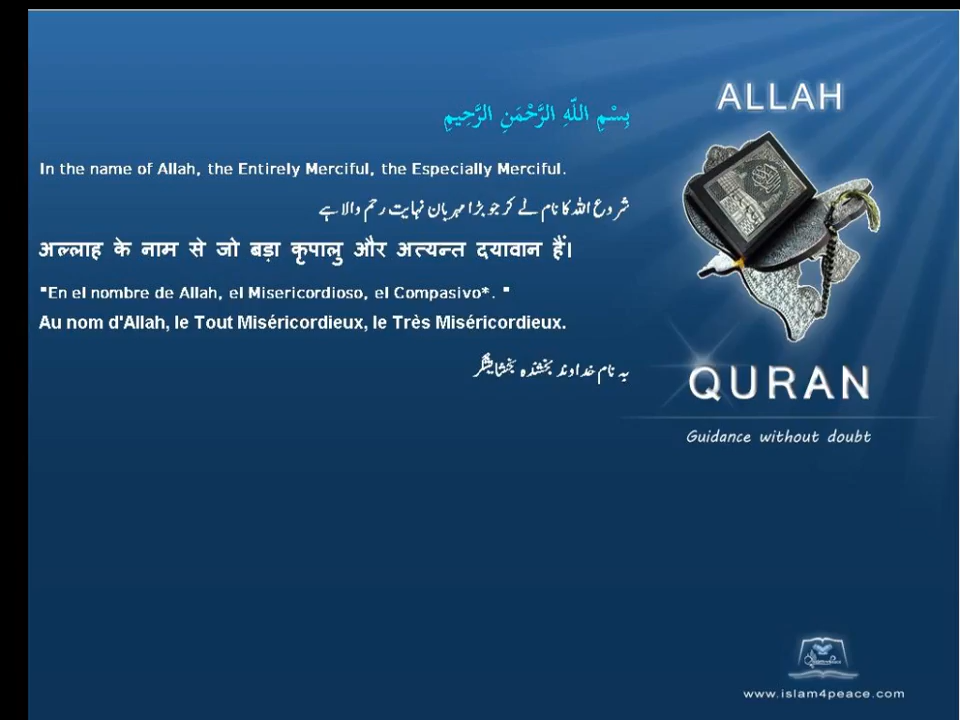 بِسْمِ اللّهِ الرَّحْمَنِ الرَّحِيمِ
In the name of Allah, the Entirely Merciful, the Especially Merciful.
شروع اللہ کا نام لے کر جو بڑا مہربان نہایت رحم والا ہے
अल्लाह के नाम से जो बड़ा कृपालु और अत्यन्त दयावान हैं।
"En el nombre de Allah, el Misericordioso, el Compasivo*. "
Au nom d'Allah, le Tout Miséricordieux, le Très Miséricordieux.
به نام خداوند بخشنده بخشایشگر
ALLAH
QURAN
Guidance without doubt
www.islam4peace.com